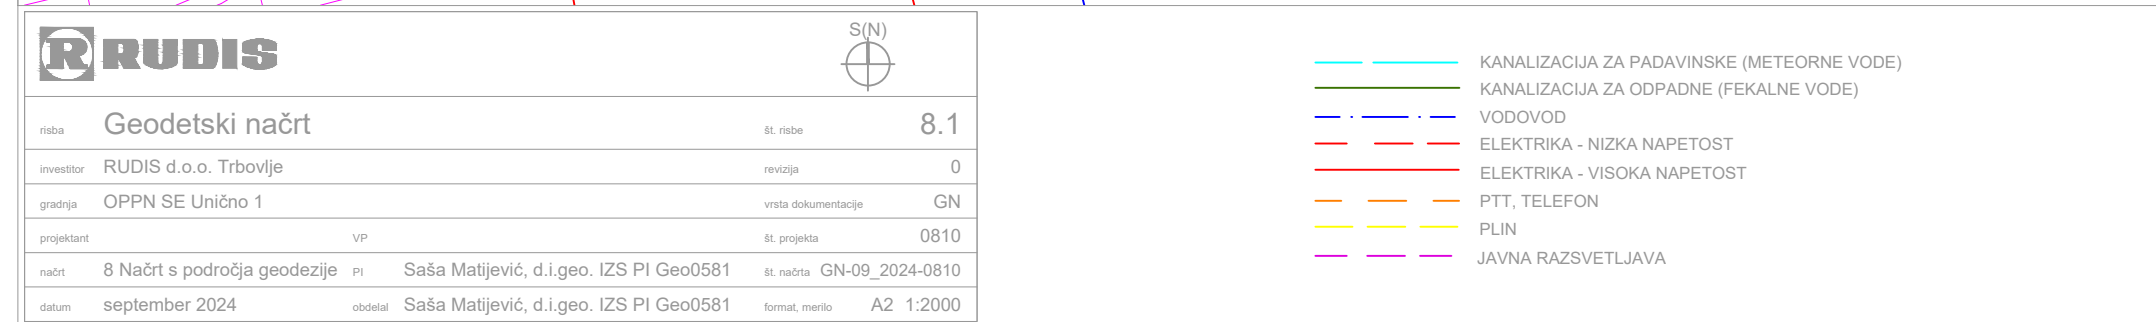 RUDIS
S(N)
risba Geodetski načrt št. risbe 8.1
investitor RUDIS d.o.o. Trbovlje revizija 0
gradnja OPPN SE Unično 1 vrsta dokumentacije GN
projektant VP št. projekta 0810
načrt 8 Načrt s področja geodezije PI Saša Matijević, d.i.geo. IZS PI Geo0581 št. načrta GN-09_2024-0810
datum september 2024 obdelal Saša Matijević, d.i.geo. IZS PI Geo0581 format, merilo A2 1:2000
KANALIZACIJA ZA PADAVINSKE (METEORNE VODE)
KANALIZACIJA ZA ODPADNE (FEKALNE VODE)
VODOVOD
ELEKTRIKA - NIZKA NAPETOST
ELEKTRIKA - VISOKA NAPETOST
PTT, TELEFON
PLIN
JAVNA RAZSVETLJAVA